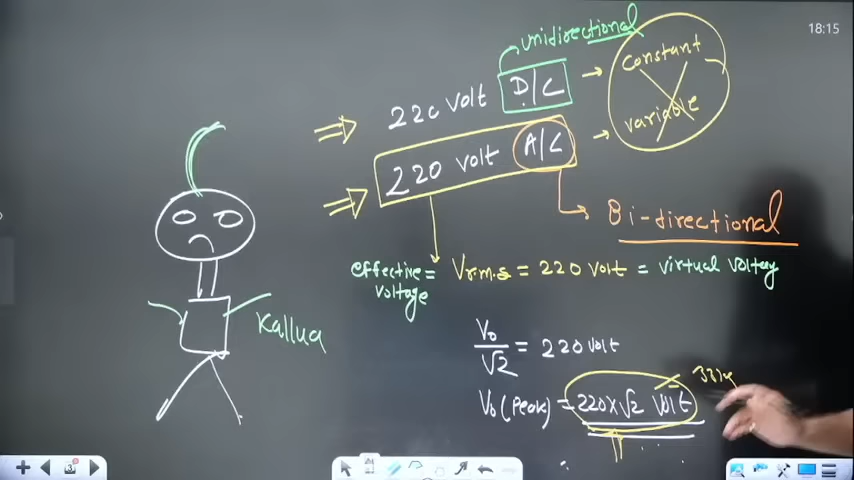 18:15
unidirectional
220 volt D/C → constant
variable
220 volt A/C →
Bi-directional
effective voltage = Vr.m.s = 220 volt = virtual voltag
Kallua
V₀/√2 = 220 volt
V₀ (Peak) = 220×√2 Volt